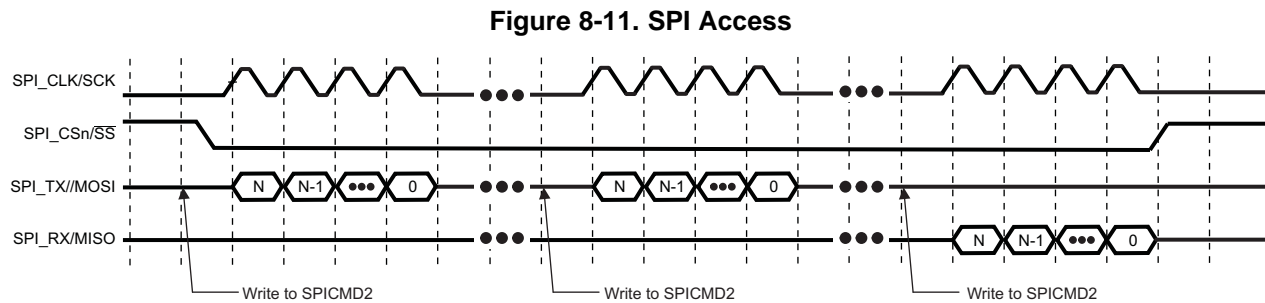 Figure 8-11. SPI Access
SPI_CLK/SCK
SPI_CSn/SS
SPI_TX//MOSI
N N-1 0 N N-1 0
SPI_RX/MISO
N N-1 0
Write to SPICMD2 Write to SPICMD2 Write to SPICMD2